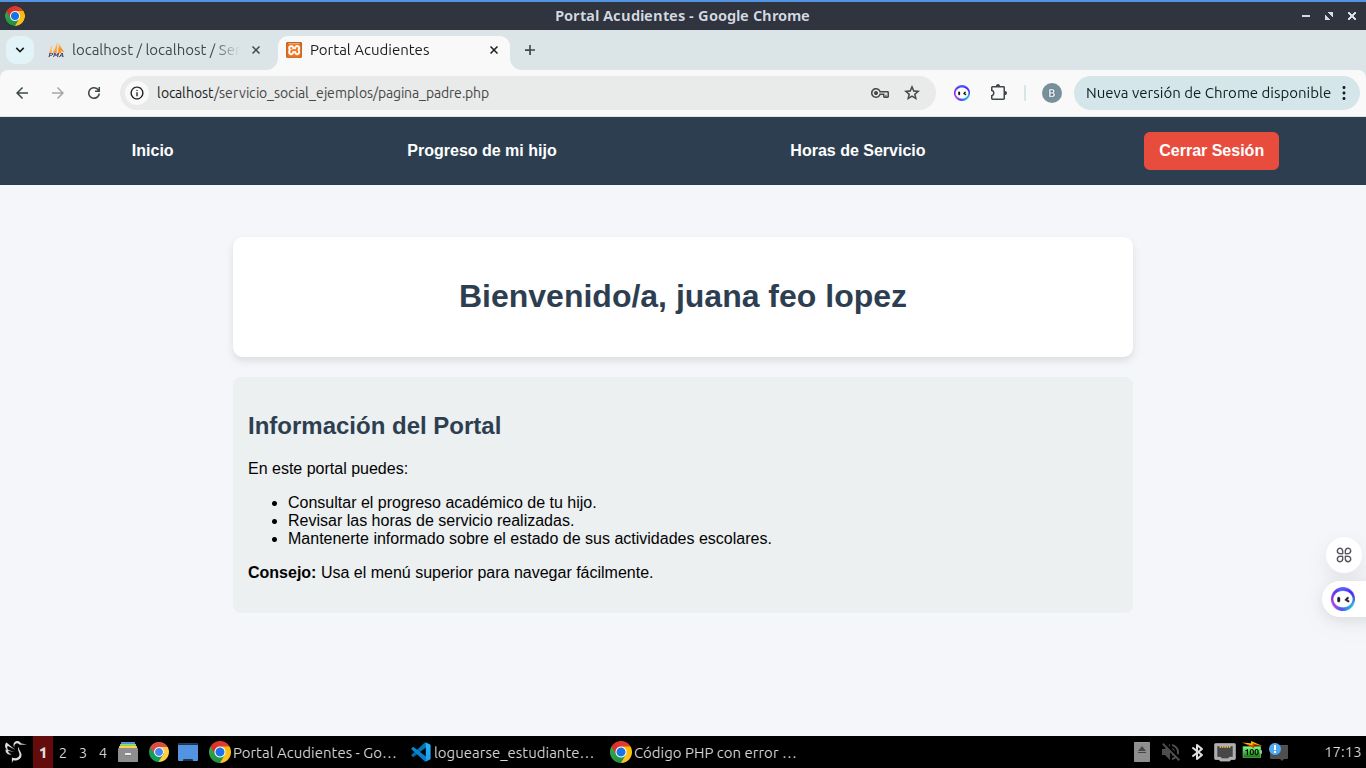 Portal Acudientes - Google Chrome
localhost / localhost / Ser
Portal Acudientes
localhost/servicio_social_ejemplos/pagina_padre.php
B
Nueva versión de Chrome disponible
Inicio
Progreso de mi hijo
Horas de Servicio
Cerrar Sesión
Bienvenido/a, juana feo lopez
Información del Portal
En este portal puedes:
• Consultar el progreso académico de tu hijo.
• Revisar las horas de servicio realizadas.
• Mantenerte informado sobre el estado de sus actividades escolares.
Consejo: Usa el menú superior para navegar fácilmente.
1 2 3 4
Portal Acudientes - Go...
loguearse_estudiante...
Código PHP con error ...
100
17:13